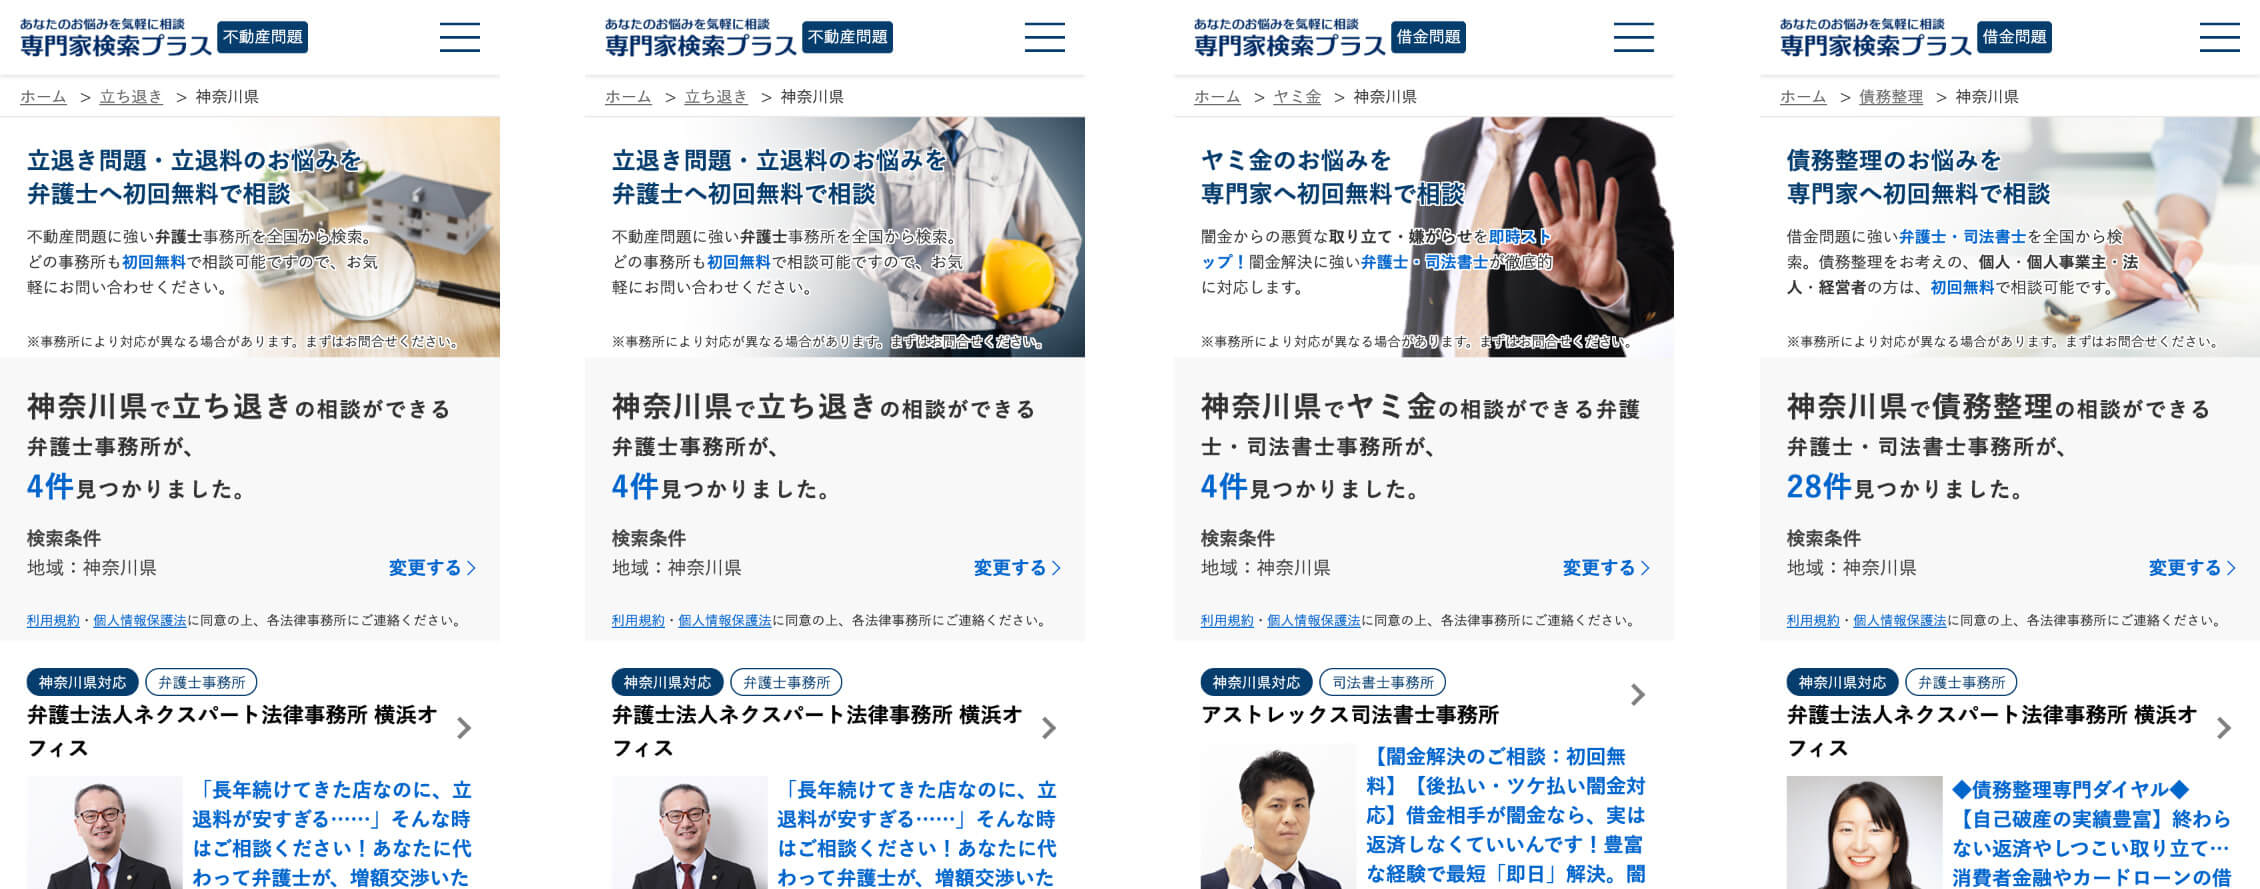 あなたのお悩みを気軽に相談
専門家検索プラス 不動産問題
ホーム > 立ち退き > 神奈川県
立退き問題・立退料のお悩みを
弁護士へ初回無料で相談
不動産問題に強い弁護士事務所を全国から検索。
どの事務所も初回無料で相談可能ですので、お気
軽にお問い合わせください。
※事務所により対応が異なる場合があります。まずはお問合せください。
神奈川県で立ち退きの相談ができる
弁護士事務所が、
4件見つかりました。
検索条件
地域：神奈川県 変更する
利用規約・個人情報保護法に同意の上、各法律事務所にご連絡ください。
神奈川県対応 弁護士事務所
弁護士法人ネクスパート法律事務所 横浜オ
フィス
「長年続けてきた店なのに、立
退料が安すぎる……」そんな時
はご相談ください！あなたに代
わって弁護士が、増額交渉いた
あなたのお悩みを気軽に相談
専門家検索プラス 不動産問題
ホーム > 立ち退き > 神奈川県
立退き問題・立退料のお悩みを
弁護士へ初回無料で相談
不動産問題に強い弁護士事務所を全国から検索。
どの事務所も初回無料で相談可能ですので、お気
軽にお問い合わせください。
※事務所により対応が異なる場合があります。まずはお問合せください。
神奈川県で立ち退きの相談ができる
弁護士事務所が、
4件見つかりました。
検索条件
地域：神奈川県 変更する
利用規約・個人情報保護法に同意の上、各法律事務所にご連絡ください。
神奈川県対応 弁護士事務所
弁護士法人ネクスパート法律事務所 横浜オ
フィス
「長年続けてきた店なのに、立
退料が安すぎる……」そんな時
はご相談ください！あなたに代
わって弁護士が、増額交渉いた
あなたのお悩みを気軽に相談
専門家検索プラス 借金問題
ホーム > ヤミ金 > 神奈川県
ヤミ金のお悩みを
専門家へ初回無料で相談
闇金からの悪質な取り立て・嫌がらせを即時スト
ップ！闇金解決に強い弁護士・司法書士が徹底的
に対応します。
※事務所により対応が異なる場合があります。まずはお問合せください。
神奈川県でヤミ金の相談ができる弁護
士・司法書士事務所が、
4件見つかりました。
検索条件
地域：神奈川県 変更する
利用規約・個人情報保護法に同意の上、各法律事務所にご連絡ください。
神奈川県対応 司法書士事務所
アストレックス司法書士事務所
【闇金解決のご相談：初回無
料】【後払い・ツケ払い闇金対
応】借金相手が闇金なら、実は
返済しなくていいんです！豊富
な経験で最短「即日」解決。闇
あなたのお悩みを気軽に相談
専門家検索プラス 借金問題
ホーム > 債務整理 > 神奈川県
債務整理のお悩みを
専門家へ初回無料で相談
借金問題に強い弁護士・司法書士を全国から検
索。債務整理をお考えの、個人・個人事業主・法
人・経営者の方は、初回無料で相談可能です。
※事務所により対応が異なる場合があります。まずはお問合せください。
神奈川県で債務整理の相談ができる
弁護士・司法書士事務所が、
28件見つかりました。
検索条件
地域：神奈川県 変更する
利用規約・個人情報保護法に同意の上、各法律事務所にご連絡ください。
神奈川県対応 弁護士事務所
弁護士法人ネクスパート法律事務所 横浜オ
フィス
◆債務整理専門ダイヤル◆
【自己破産の実績豊富】終わら
ない返済やしつこい取り立て…
消費者金融やカードローンの借